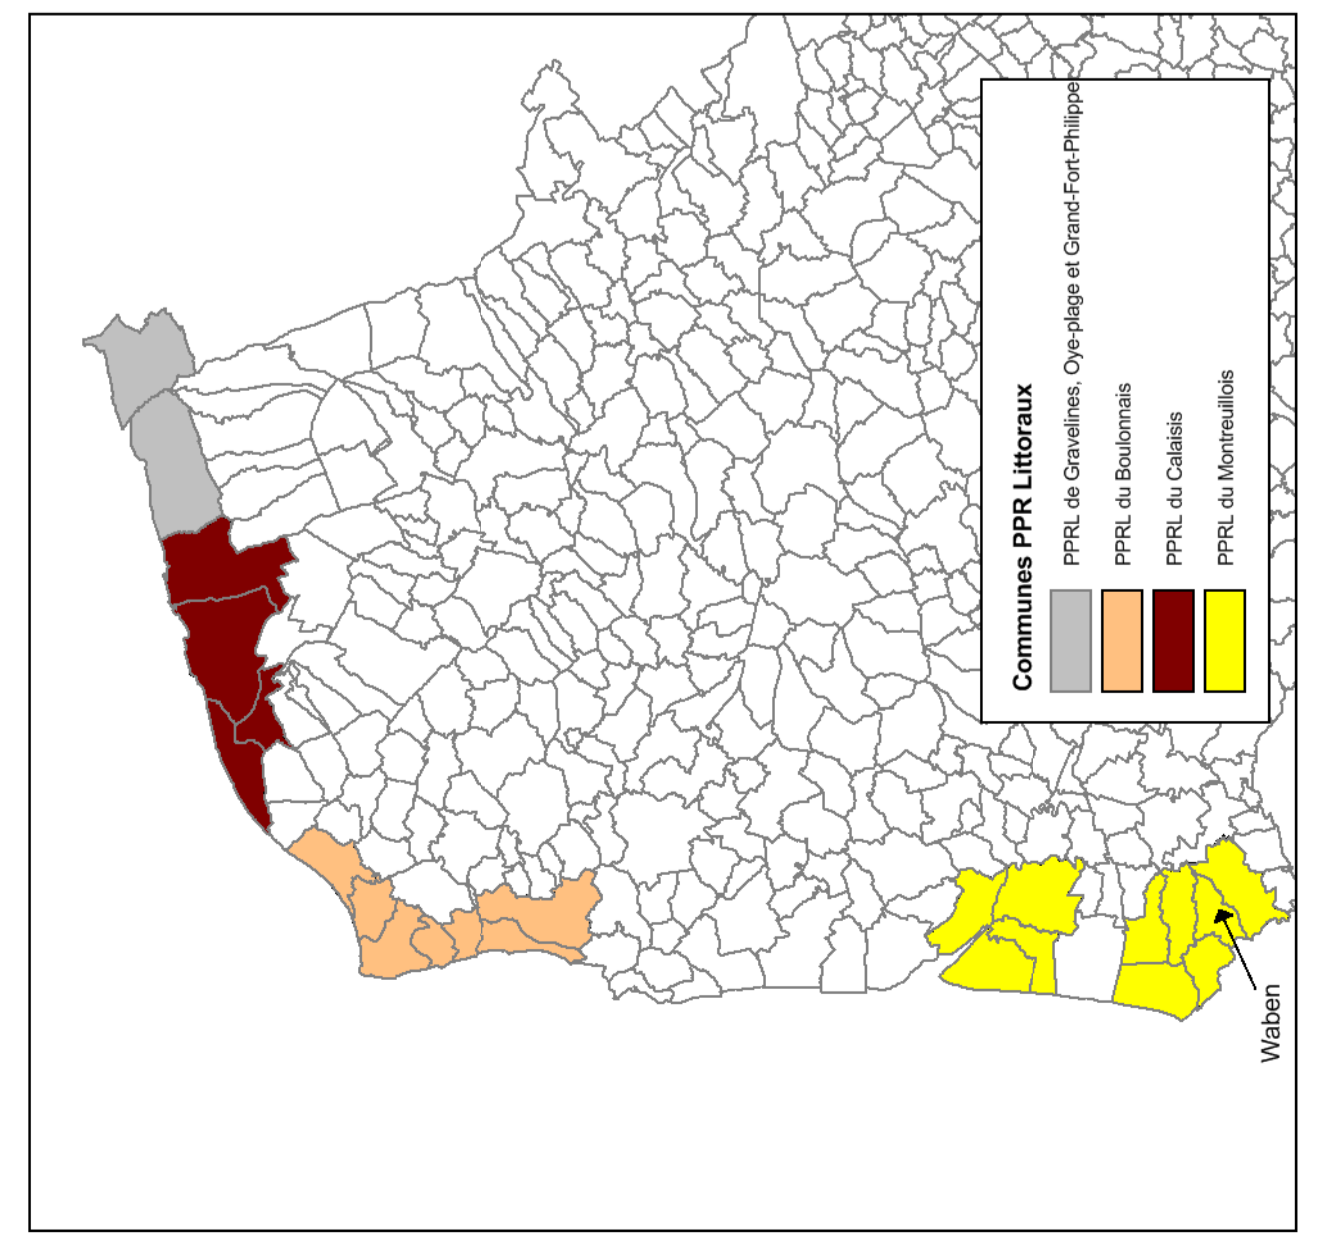 Communes PPR Littoraux
PPRL de Gravelines, Oye-plage et Grand-Fort-Philippe
PPRL du Boulonnais
PPRL du Calaisis
PPRL du Montreuillois
Waben